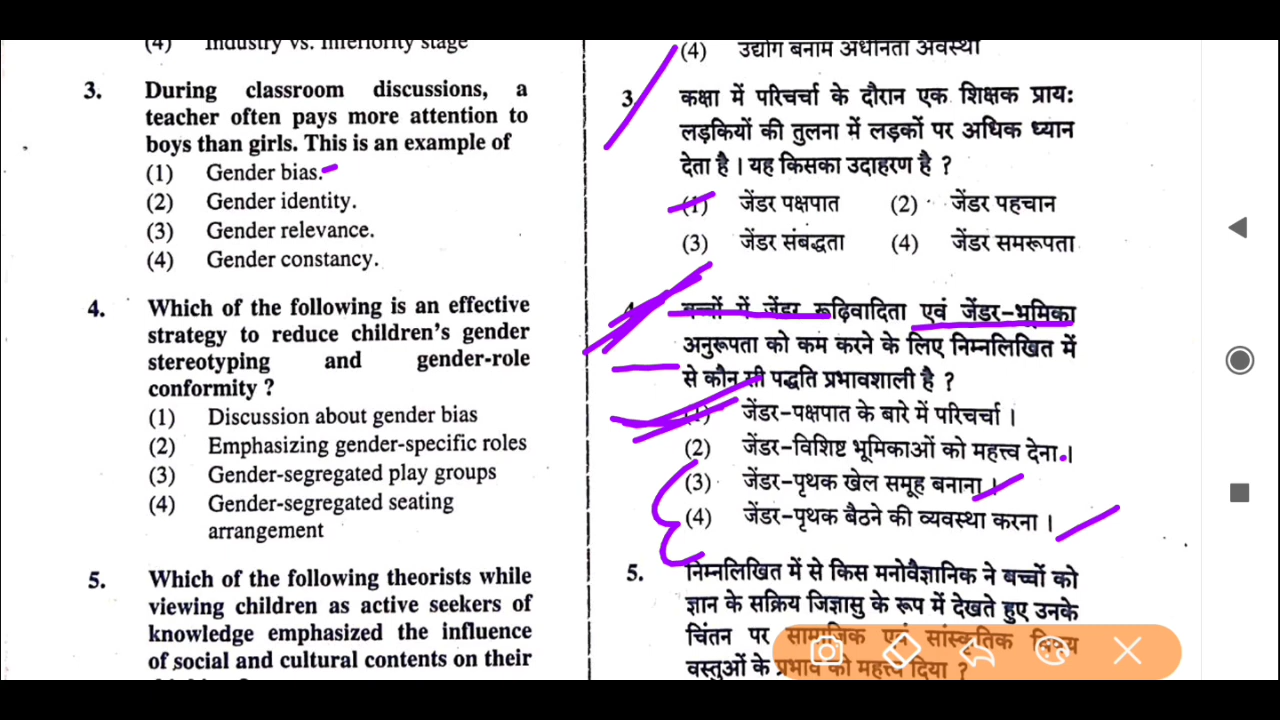 (4) Industry vs. Inferiority stage
3. During classroom discussions, a
teacher often pays more attention to
boys than girls. This is an example of
(1) Gender bias.
(2) Gender identity.
(3) Gender relevance.
(4) Gender constancy.
4. Which of the following is an effective
strategy to reduce children's gender
stereotyping and gender-role
conformity ?
(1) Discussion about gender bias
(2) Emphasizing gender-specific roles
(3) Gender-segregated play groups
(4) Gender-segregated seating
arrangement
5. Which of the following theorists while
viewing children as active seekers of
knowledge emphasized the influence
of social and cultural contents on their
(4) उद्योग बनाम अधीनता अवस्था
3. कक्षा में परिचर्चा के दौरान एक शिक्षक प्राय:
लड़कियों की तुलना में लड़कों पर अधिक ध्यान
देता है । यह किसका उदाहरण है ?
(1) जेंडर पक्षपात (2) जेंडर पहचान
(3) जेंडर संबद्धता (4) जेंडर समरूपता
4. बच्चों में जेंडर रूढ़िवादिता एवं जेंडर-भूमिका
अनुरूपता को कम करने के लिए निम्नलिखित में
से कौन सी पद्धति प्रभावशाली है ?
(1) जेंडर-पक्षपात के बारे में परिचर्चा ।
(2) जेंडर-विशिष्ट भूमिकाओं को महत्त्व देना ।
(3) जेंडर-पृथक खेल समूह बनाना ।
(4) जेंडर-पृथक बैठने की व्यवस्था करना ।
5. निम्नलिखित में से किस मनोवैज्ञानिक ने बच्चों को
ज्ञान के सक्रिय जिज्ञासु के रूप में देखते हुए उनके
चिंतन पर सामाजिक एवं सांस्कृतिक विषय
वस्तुओं के प्रभाव को महत्त्व दिया ?